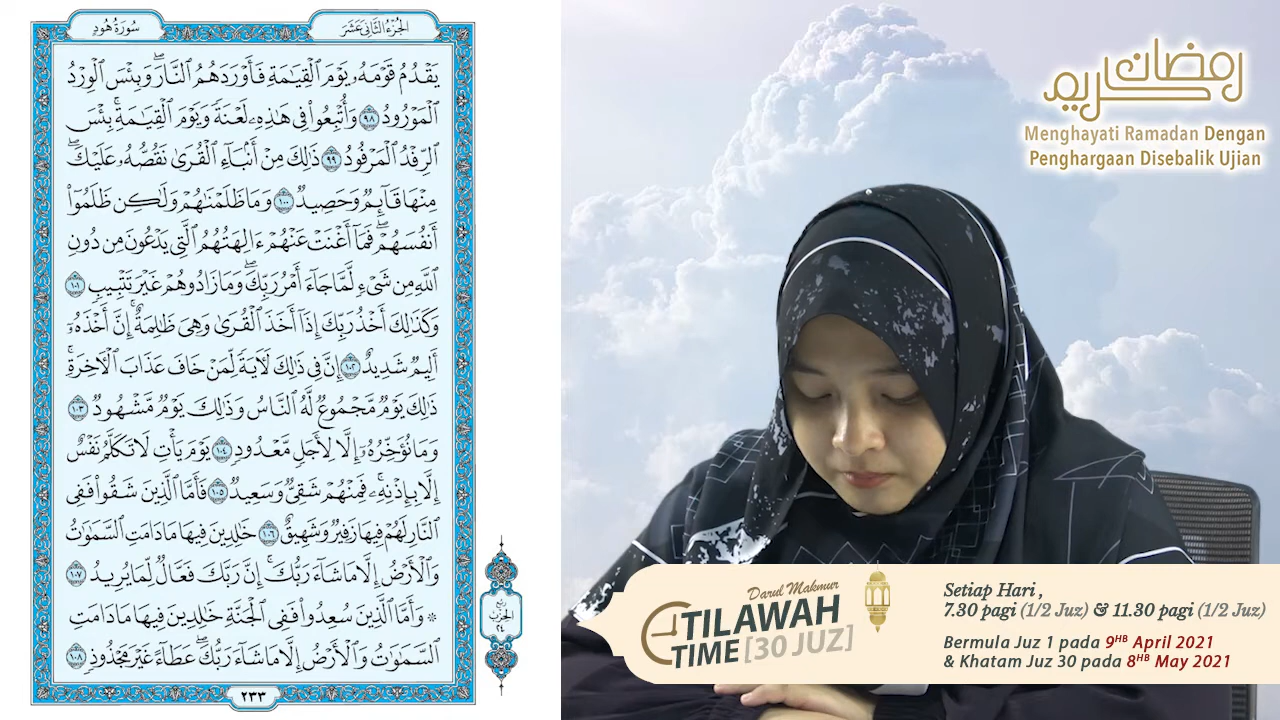 سُورَةُ هُودٍ
الجُزْءُ الثَّانِي عَشَرَ
يَقْدُمُ قَوْمَهُۥ يَوْمَ ٱلْقِيَٰمَةِ فَأَوْرَدَهُمُ ٱلنَّارَۖ وَبِئْسَ ٱلْوِرْدُ
ٱلْمَوْرُودُ ٩٨ وَأُتْبِعُوا۟ فِى هَٰذِهِۦ لَعْنَةً وَيَوْمَ ٱلْقِيَٰمَةِۚ بِئْسَ
ٱلرِّفْدُ ٱلْمَرْفُودُ ٩٩ ذَٰلِكَ مِنْ أَنۢبَآءِ ٱلْقُرَىٰ نَقُصُّهُۥ عَلَيْكَۖ
مِنْهَا قَآئِمٌ وَحَصِيدٌ ١٠٠ وَمَا ظَلَمْنَٰهُمْ وَلَٰكِن ظَلَمُوٓا۟
أَنفُسَهُمْۖ فَمَآ أَغْنَتْ عَنْهُمْ ءَالِهَتُهُمُ ٱلَّتِى يَدْعُونَ مِن دُونِ
ٱللَّهِ مِن شَىْءٍ لَّمَّا جَآءَ أَمْرُ رَبِّكَۖ وَمَا زَادُوهُمْ غَيْرَ تَتْبِيبٍ ١٠١
وَكَذَٰلِكَ أَخْذُ رَبِّكَ إِذَآ أَخَذَ ٱلْقُرَىٰ وَهِىَ ظَٰلِمَةٌۚ إِنَّ أَخْذَهُۥٓ
أَلِيمٌ شَدِيدٌ ١٠٢ إِنَّ فِى ذَٰلِكَ لَءَايَةً لِّمَنْ خَافَ عَذَابَ ٱلْءَاخِرَةِۚ
ذَٰلِكَ يَوْمٌ مَّجْمُوعٌ لَّهُ ٱلنَّاسُ وَذَٰلِكَ يَوْمٌ مَّشْهُودٌ ١٠٣
وَمَا نُؤَخِّرُهُۥٓ إِلَّا لِأَجَلٍ مَّعْدُودٍ ١٠٤ يَوْمَ يَأْتِ لَا تَكَلَّمُ نَفْسٌ
إِلَّا بِإِذْنِهِۦۚ فَمِنْهُمْ شَقِىٌّ وَسَعِيدٌ ١٠٥ فَأَمَّا ٱلَّذِينَ شَقُوا۟ فَفِى
ٱلنَّارِ لَهُمْ فِيهَا زَفِيرٌ وَشَهِيقٌ ١٠٦ خَٰلِدِينَ فِيهَا مَا دَامَتِ ٱلسَّمَٰوَٰتُ
وَٱلْأَرْضُ إِلَّا مَا شَآءَ رَبُّكَۚ إِنَّ رَبَّكَ فَعَّالٌ لِّمَا يُرِيدُ ١٠٧
۞ وَأَمَّا ٱلَّذِينَ سُعِدُوا۟ فَفِى ٱلْجَنَّةِ خَٰلِدِينَ فِيهَا مَا دَامَتِ
ٱلسَّمَٰوَٰتُ وَٱلْأَرْضُ إِلَّا مَا شَآءَ رَبُّكَۖ عَطَآءً غَيْرَ مَجْذُوذٍ ١٠٨
٢٣٣
رمضان كريم
Menghayati Ramadan Dengan
Penghargaan Disebalik Ujian
Darul Makmur
TILAWAH
TIME [30 JUZ]
Setiap Hari ,
7.30 pagi (1/2 Juz) & 11.30 pagi (1/2 Juz)
Bermula Juz 1 pada 9HB April 2021
& Khatam Juz 30 pada 8HB May 2021